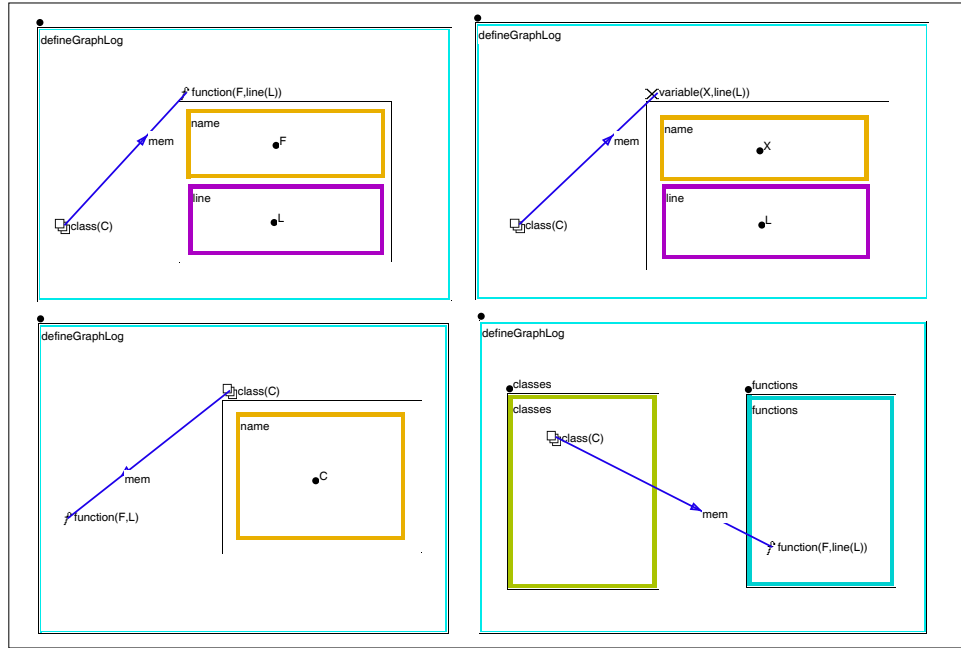 defineGraphLog
function(F,line(L))
name
F
mem
line
L
class(C)
defineGraphLog
variable(X,line(L))
name
X
mem
line
L
class(C)
defineGraphLog
class(C)
name
C
mem
function(F,L)
defineGraphLog
classes
functions
classes
functions
class(C)
mem
function(F,line(L))